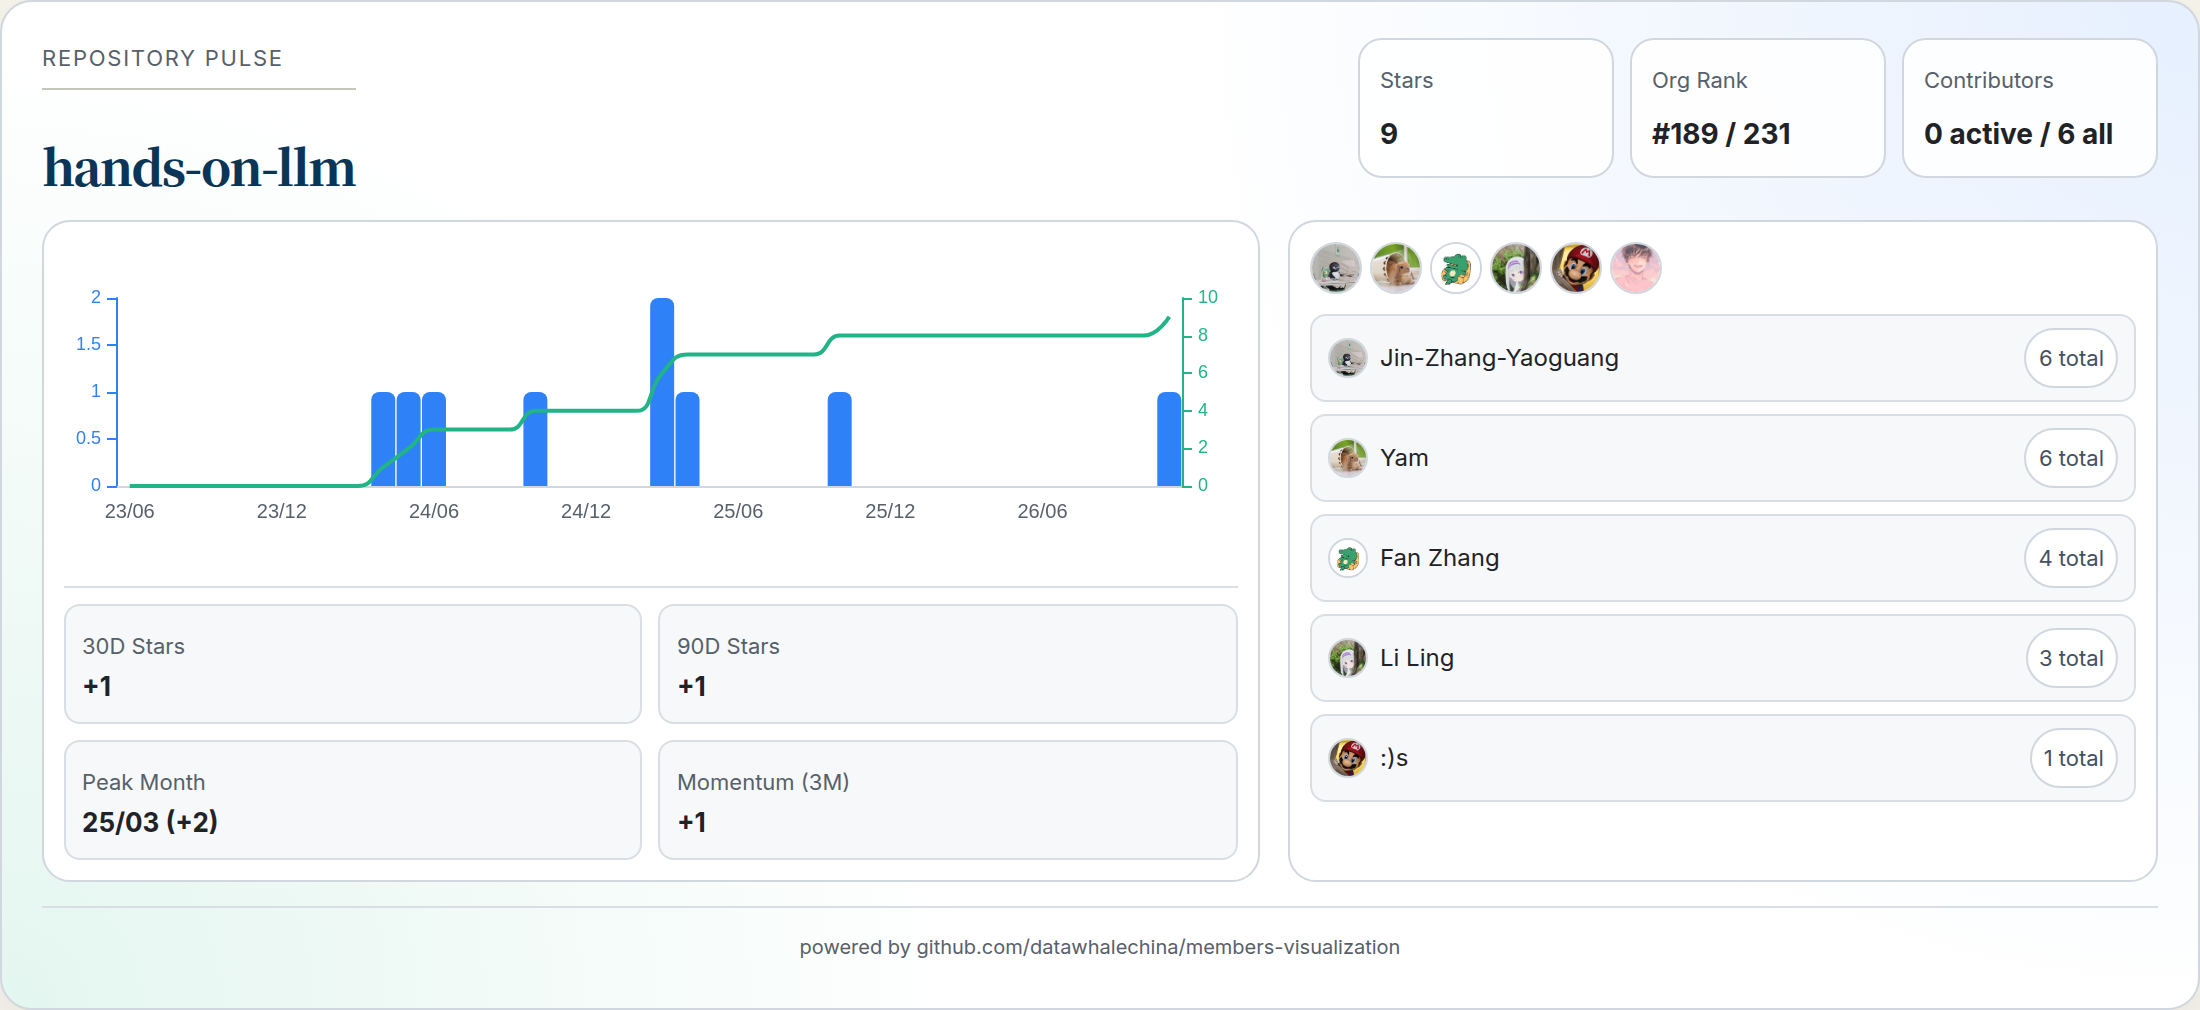 REPOSITORY PULSE
hands-on-llm
Stars
9
Org Rank
#189 / 231
Contributors
0 active / 6 all
2
1.5
1
0.5
0
10
8
6
4
2
0
23/06
23/12
24/06
24/12
25/06
25/12
26/06
30D Stars
+1
90D Stars
+1
Peak Month
25/03 (+2)
Momentum (3M)
+1
Jin-Zhang-Yaoguang
6 total
Yam
6 total
Fan Zhang
4 total
Li Ling
3 total
:)s
1 total
powered by github.com/datawhalechina/members-visualization